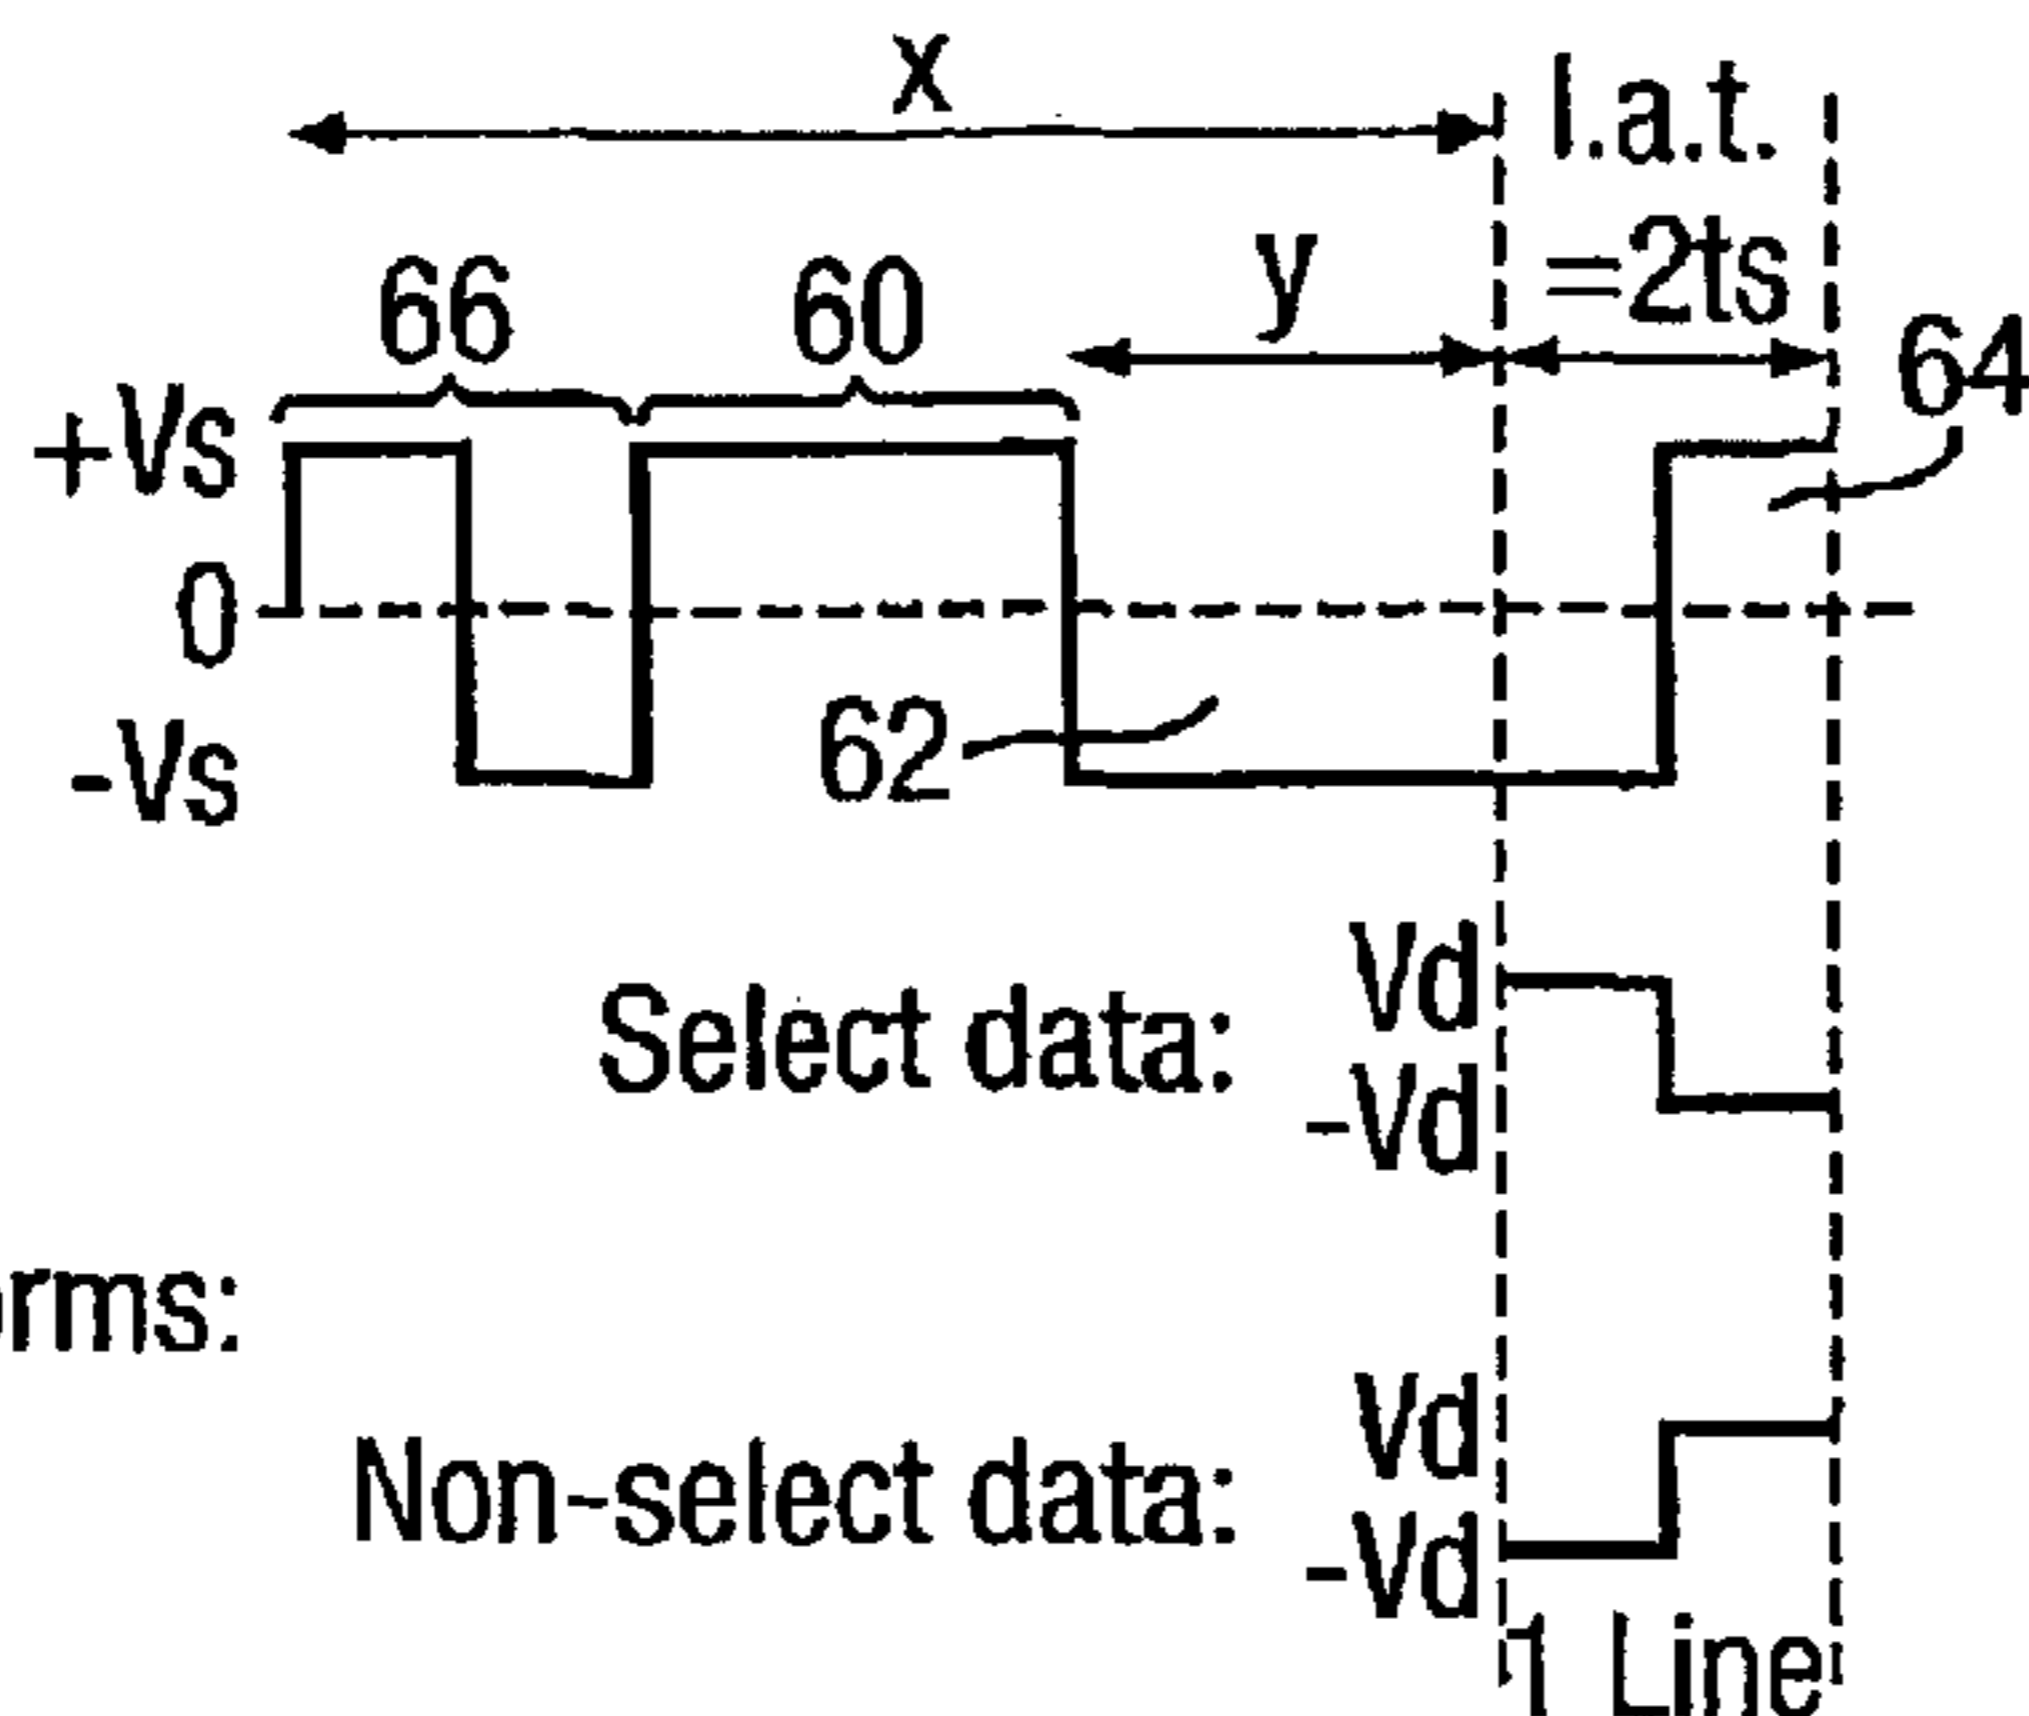 x
l.a.t.
=2ts
y
66
60
64
+Vs
0
-Vs
62
Select data:
Vd
-Vd
orms:
Non-select data:
Vd
-Vd
1 Line